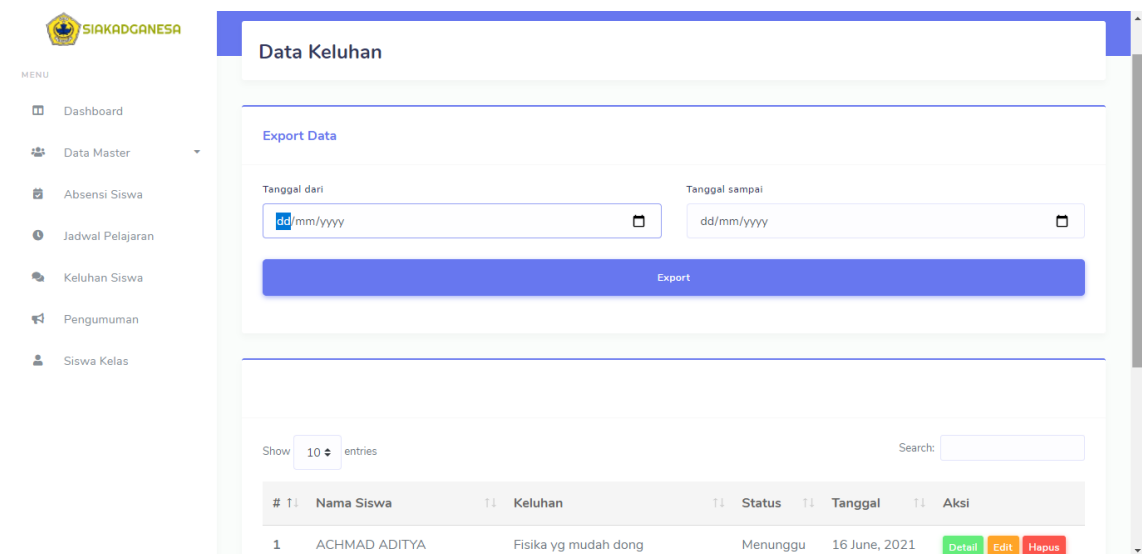 SIAKADGANESA
MENU
Dashboard
Data Master
Absensi Siswa
Jadwal Pelajaran
Keluhan Siswa
Pengumuman
Siswa Kelas
Data Keluhan
Export Data
Tanggal dari Tanggal sampai
dd/mm/yyyy dd/mm/yyyy
Export
Show 10 entries Search:
# Nama Siswa Keluhan Status Tanggal Aksi
1 ACHMAD ADITYA Fisika yg mudah dong Menunggu 16 June, 2021 Detail Edit Hapus